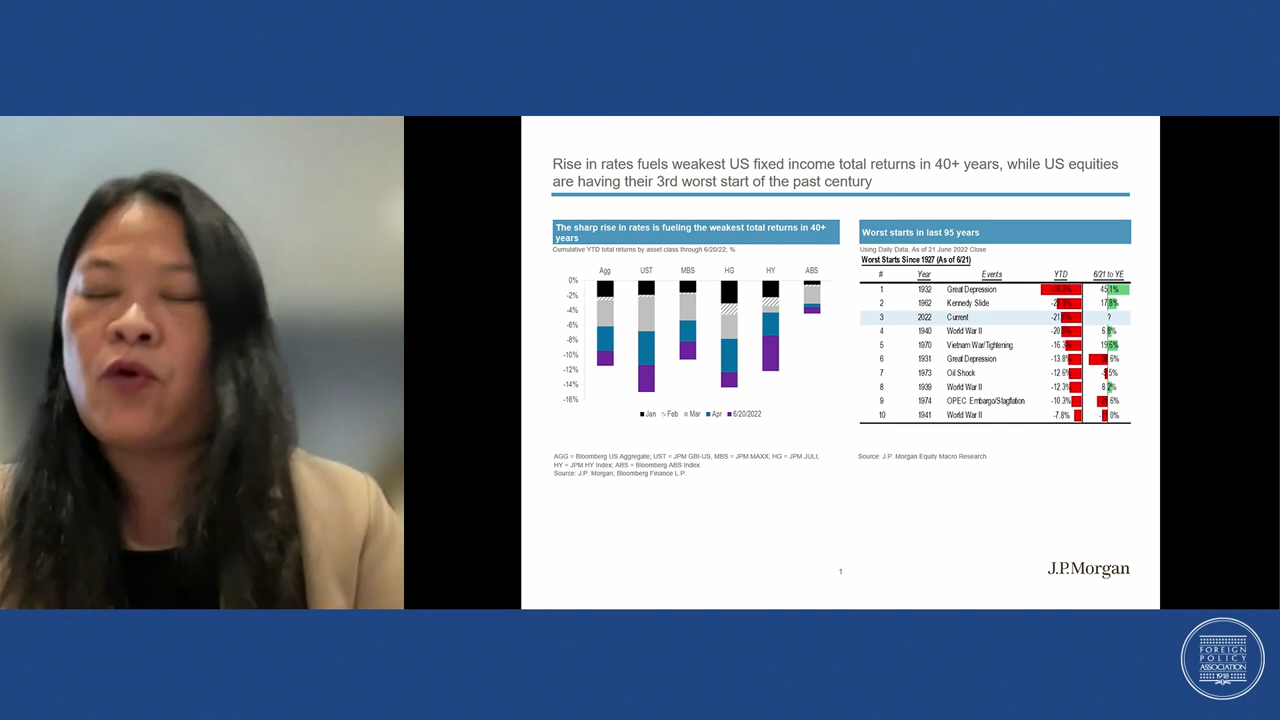 Rise in rates fuels weakest US fixed income total returns in 40+ years, while US equities
are having their 3rd worst start of the past century
The sharp rise in rates is fueling the weakest total returns in 40+
years
Cumulative YTD total returns by asset class through 6/20/22; %
Agg UST MBS HG HY ABS
0%
-2%
-4%
-6%
-8%
-10%
-12%
-14%
-16%
Jan Feb Mar Apr 6/20/2022
AGG = Bloomberg US Aggregate; UST = JPM GBI-US, MBS = JPM MAXX; HG = JPM JULI;
HY = JPM HY Index; ABS = Bloomberg ABS Index.
Source: J.P. Morgan; Bloomberg Finance L.P.
Worst starts in last 95 years
Using Daily Data, As of 21 June 2022 Close
Worst Starts Since 1927 (As of 6/21)
# Year Events YTD 6/21 to YE
1 1932 Great Depression
2 1962 Kennedy Slide
3 2022 Current ?
4 1940 World War II
5 1970 Vietnam War/Tightening -16.3%
6 1931 Great Depression -13.8%
7 1973 Oil Shock -12.6%
8 1939 World War II -12.3%
9 1974 OPEC Embargo/Stagflation -10.3%
10 1941 World War II -7.8%
Source: J.P. Morgan Equity Macro Research
1
J.P.Morgan
FOREIGN
POLICY
ASSOCIATION
1918